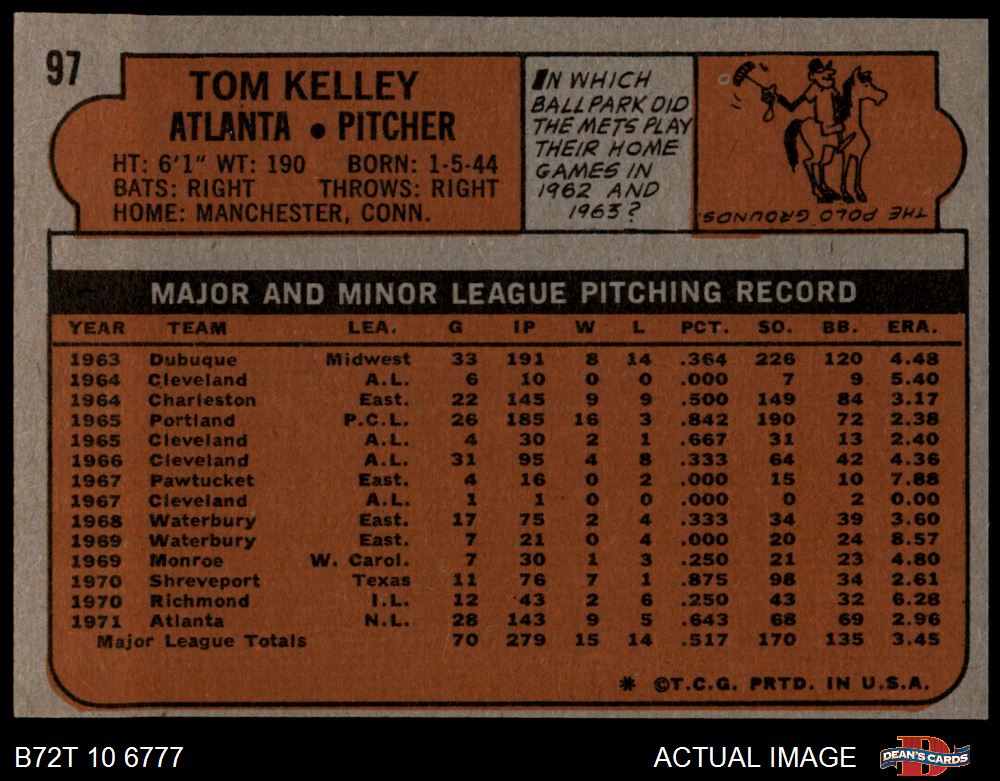 97
TOM KELLEY
ATLANTA • PITCHER
HT: 6'1" WT: 190 BORN: 1-5-44
BATS: RIGHT THROWS: RIGHT
HOME: MANCHESTER, CONN.
IN WHICH
BALLPARK DID
THE METS PLAY
THEIR HOME
GAMES IN
1962 AND
1963?
THE POLO GROUNDS.
MAJOR AND MINOR LEAGUE PITCHING RECORD
YEAR TEAM LEA. G IP W L PCT. SO. BB. ERA.
1963 Dubuque Midwest 33 191 8 14 .364 226 120 4.48
1964 Cleveland A.L. 6 10 0 0 .000 7 9 5.40
1964 Charleston East. 22 145 9 9 .500 149 84 3.17
1965 Portland P.C.L. 26 185 16 3 .842 190 72 2.38
1965 Cleveland A.L. 4 30 2 1 .667 31 13 2.40
1966 Cleveland A.L. 31 95 4 8 .333 64 42 4.36
1967 Pawtucket East. 4 16 0 2 .000 15 10 7.88
1967 Cleveland A.L. 1 1 0 0 .000 0 2 0.00
1968 Waterbury East. 17 75 2 4 .333 34 39 3.60
1969 Waterbury East. 7 21 0 4 .000 20 24 8.57
1969 Monroe W. Carol. 7 30 1 3 .250 21 23 4.80
1970 Shreveport Texas 11 76 7 1 .875 98 34 2.61
1970 Richmond I.L. 12 43 2 6 .250 43 32 6.28
1971 Atlanta N.L. 28 143 9 5 .643 68 69 2.96
Major League Totals 70 279 15 14 .517 170 135 3.45
* ©T.C.G. PRTD. IN U.S.A.
B72T 10 6777
ACTUAL IMAGE
DEAN'S CARDS